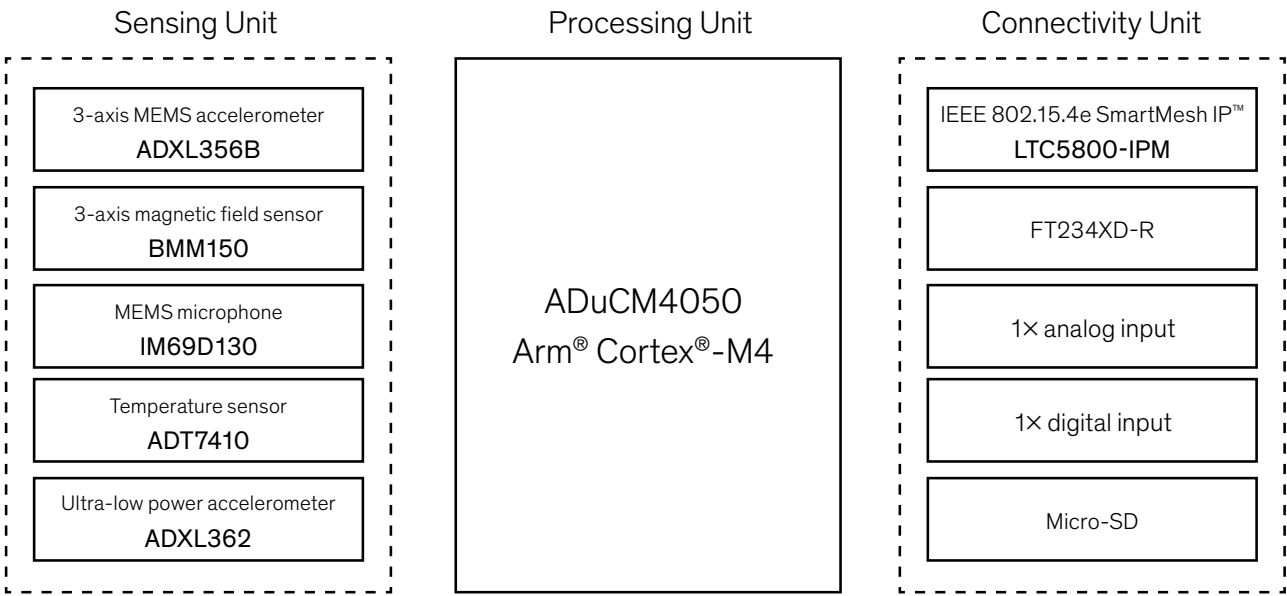 Sensing Unit
3-axis MEMS accelerometer
ADXL356B
3-axis magnetic field sensor
BMM150
MEMS microphone
IM69D130
Temperature sensor
ADT7410
Ultra-low power accelerometer
ADXL362
Processing Unit
ADuCM4050
Arm® Cortex®-M4
Connectivity Unit
IEEE 802.15.4e SmartMesh IP™
LTC5800-IPM
FT234XD-R
1× analog input
1× digital input
Micro-SD